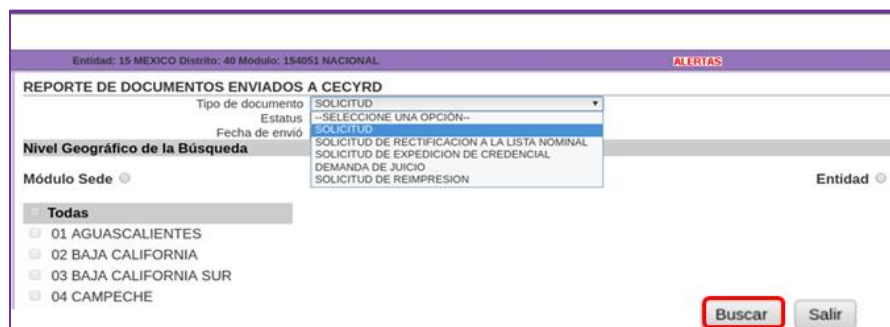 Entidad: 15 MEXICO Distrito: 40 Módulo: 154051 NACIONAL ALERTAS
REPORTE DE DOCUMENTOS ENVIADOS A CECYRD
Tipo de documento SOLICITUD
Estatus --SELECCIONE UNA OPCIÓN--
Fecha de envió SOLICITUD
SOLICITUD DE RECTIFICACIÓN A LA LISTA NOMINAL
Nivel Geográfico de la Búsqueda
SOLICITUD DE EXPEDICION DE CREDENCIAL
DEMANDA DE JUICIO
Módulo Sede SOLICITUD DE REIMPRESION Entidad
Todas
01 AGUASCALIENTES
02 BAJA CALIFORNIA
03 BAJA CALIFORNIA SUR
04 CAMPECHE
Buscar Salir